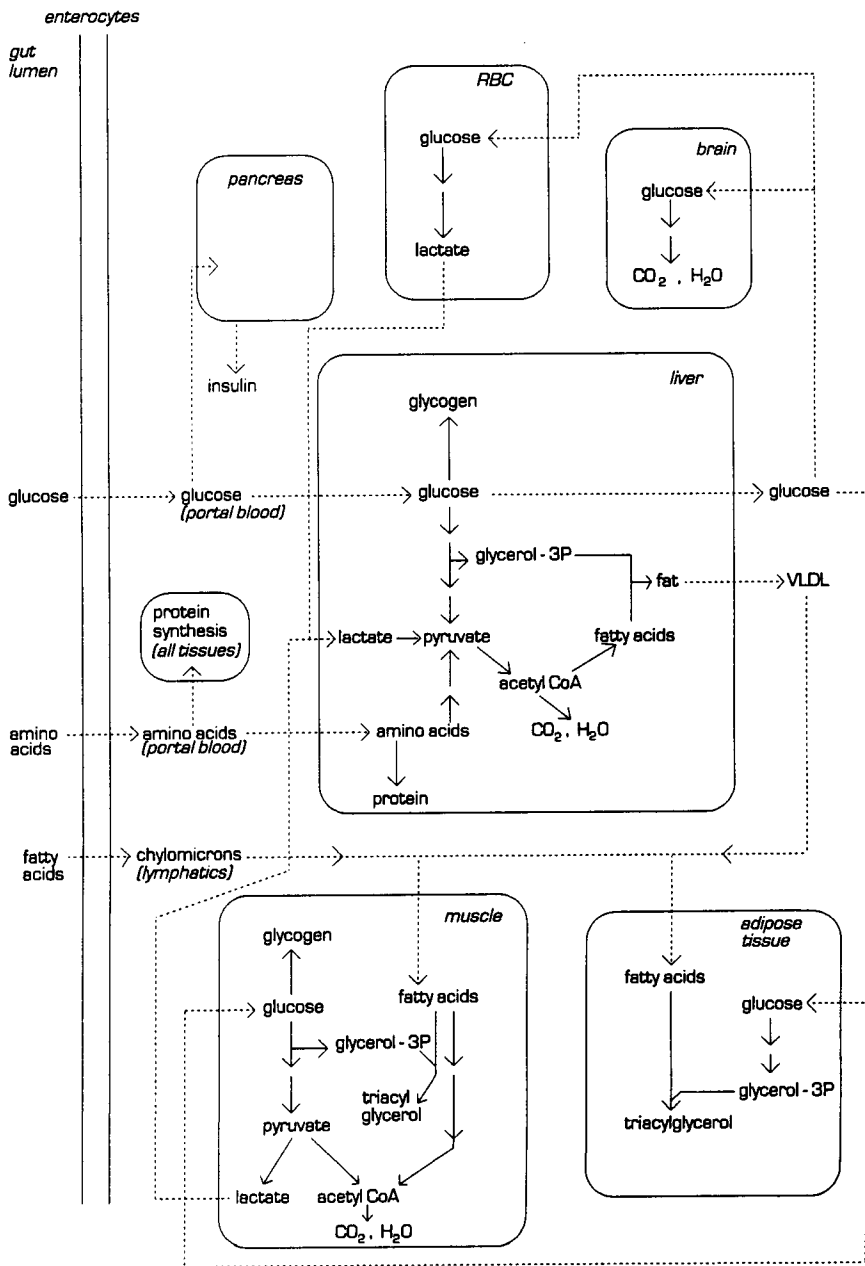 enterocytes
gut
lumen
RBC
glucose
lactate
brain
glucose
CO₂ , H₂O
pancreas
insulin
liver
glycogen
glucose
glucose
(portal blood)
glucose
glucose
glycerol - 3P
fat
VLDL
protein
synthesis
(all tissues)
lactate
pyruvate
fatty acids
acetyl CoA
CO₂ , H₂O
amino
acids
amino acids
(portal blood)
amino acids
protein
fatty
acids
chylomicrons
(lymphatics)
muscle
glycogen
glucose
fatty acids
glycerol - 3P
triacyl
glycerol
pyruvate
lactate
acetyl CoA
CO₂ , H₂O
adipose
tissue
fatty acids
glucose
glycerol - 3P
triacylglycerol